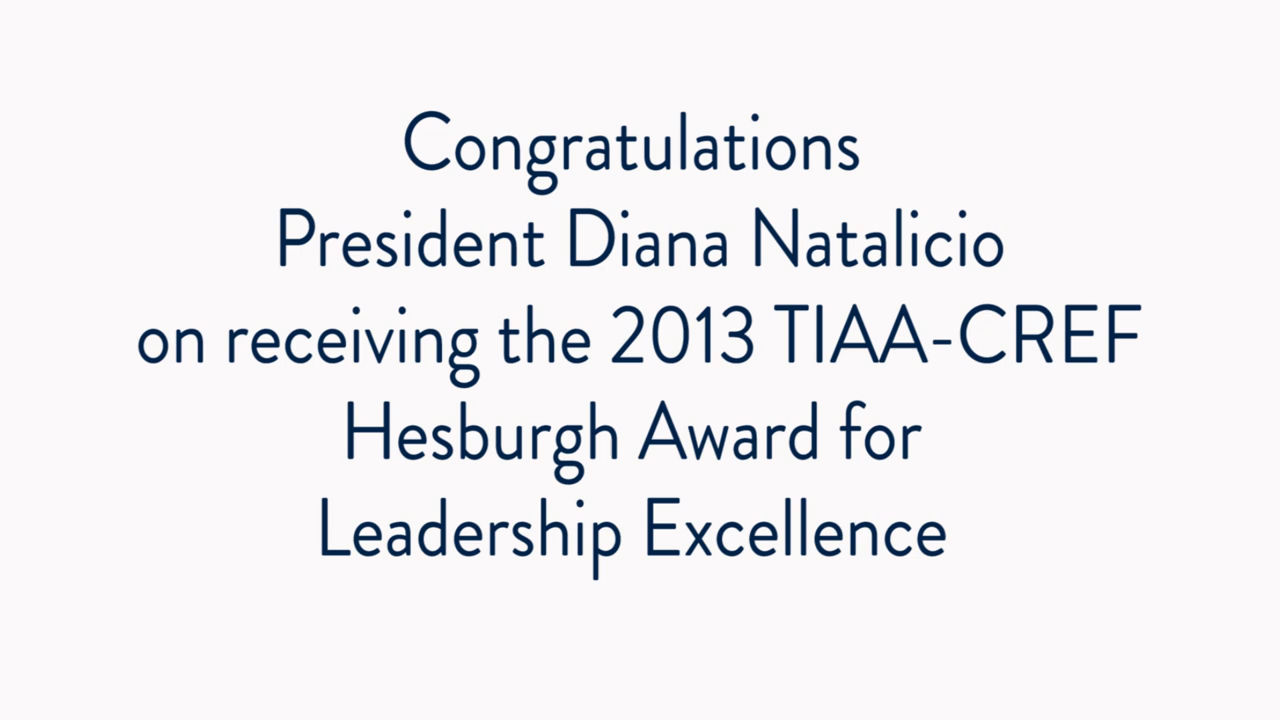 Congratulations
President Diana Natalicio
on receiving the 2013 TIAA-CREF
Hesburgh Award for
Leadership Excellence